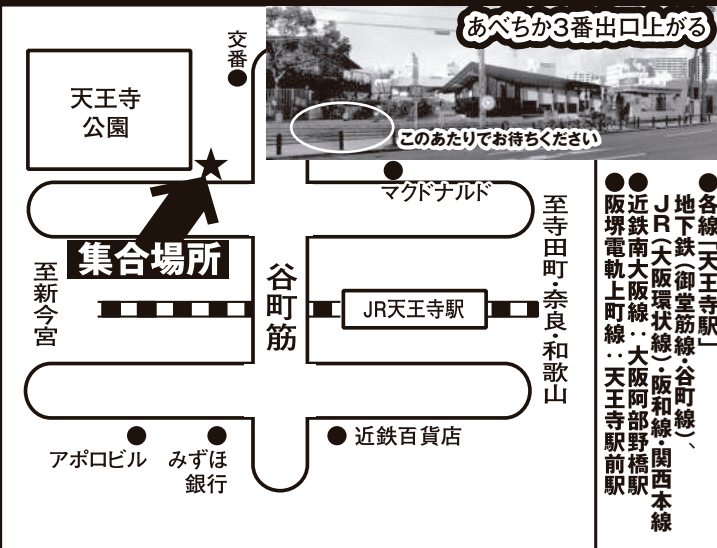 あべちか3番出口上がる
このあたりでお待ちください
交番
天王寺
公園
マクドナルド
集合場所
至新今宮
谷町筋
JR天王寺駅
至寺田町・奈良・和歌山
アポロビル
みずほ
銀行
近鉄百貨店
●各線「天王寺駅」
地下鉄(御堂筋線・谷町線)、
JR(大阪環状線)・阪和線・関西本線
●近鉄南大阪線：大阪阿部野橋駅
●阪堺電軌上町線：天王寺駅前駅